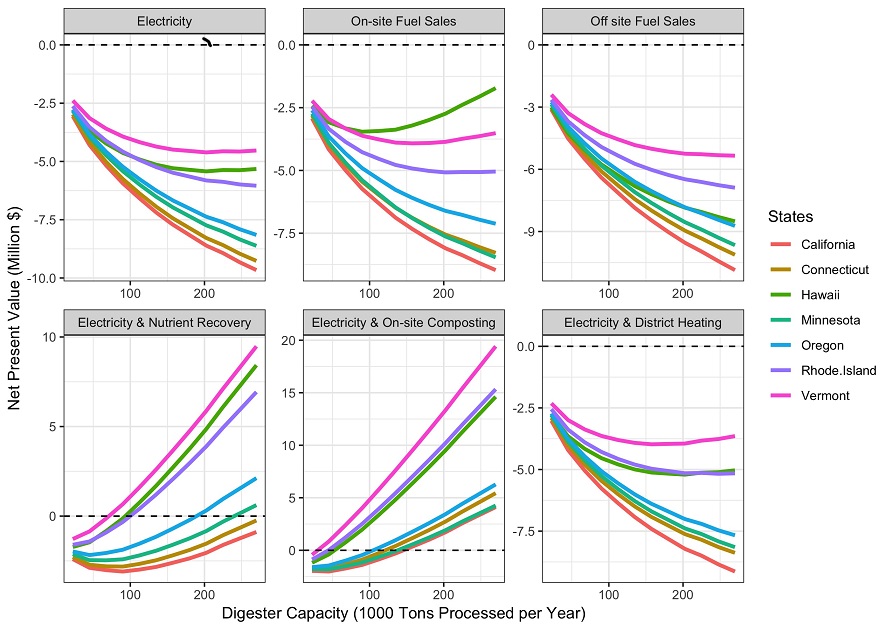 Electricity
On-site Fuel Sales
Off site Fuel Sales
0.0
-2.5
-5.0
-7.5
-10.0
100
200
0.0
-2.5
-5.0
-7.5
100
200
0
-3
-6
-9
100
200
Electricity & Nutrient Recovery
Electricity & On-site Composting
Electricity & District Heating
10
5
0
100
200
20
15
10
5
0
100
200
0.0
-2.5
-5.0
-7.5
100
200
Net Present Value (Million $)
Digester Capacity (1000 Tons Processed per Year)
States
California
Connecticut
Hawaii
Minnesota
Oregon
Rhode.Island
Vermont